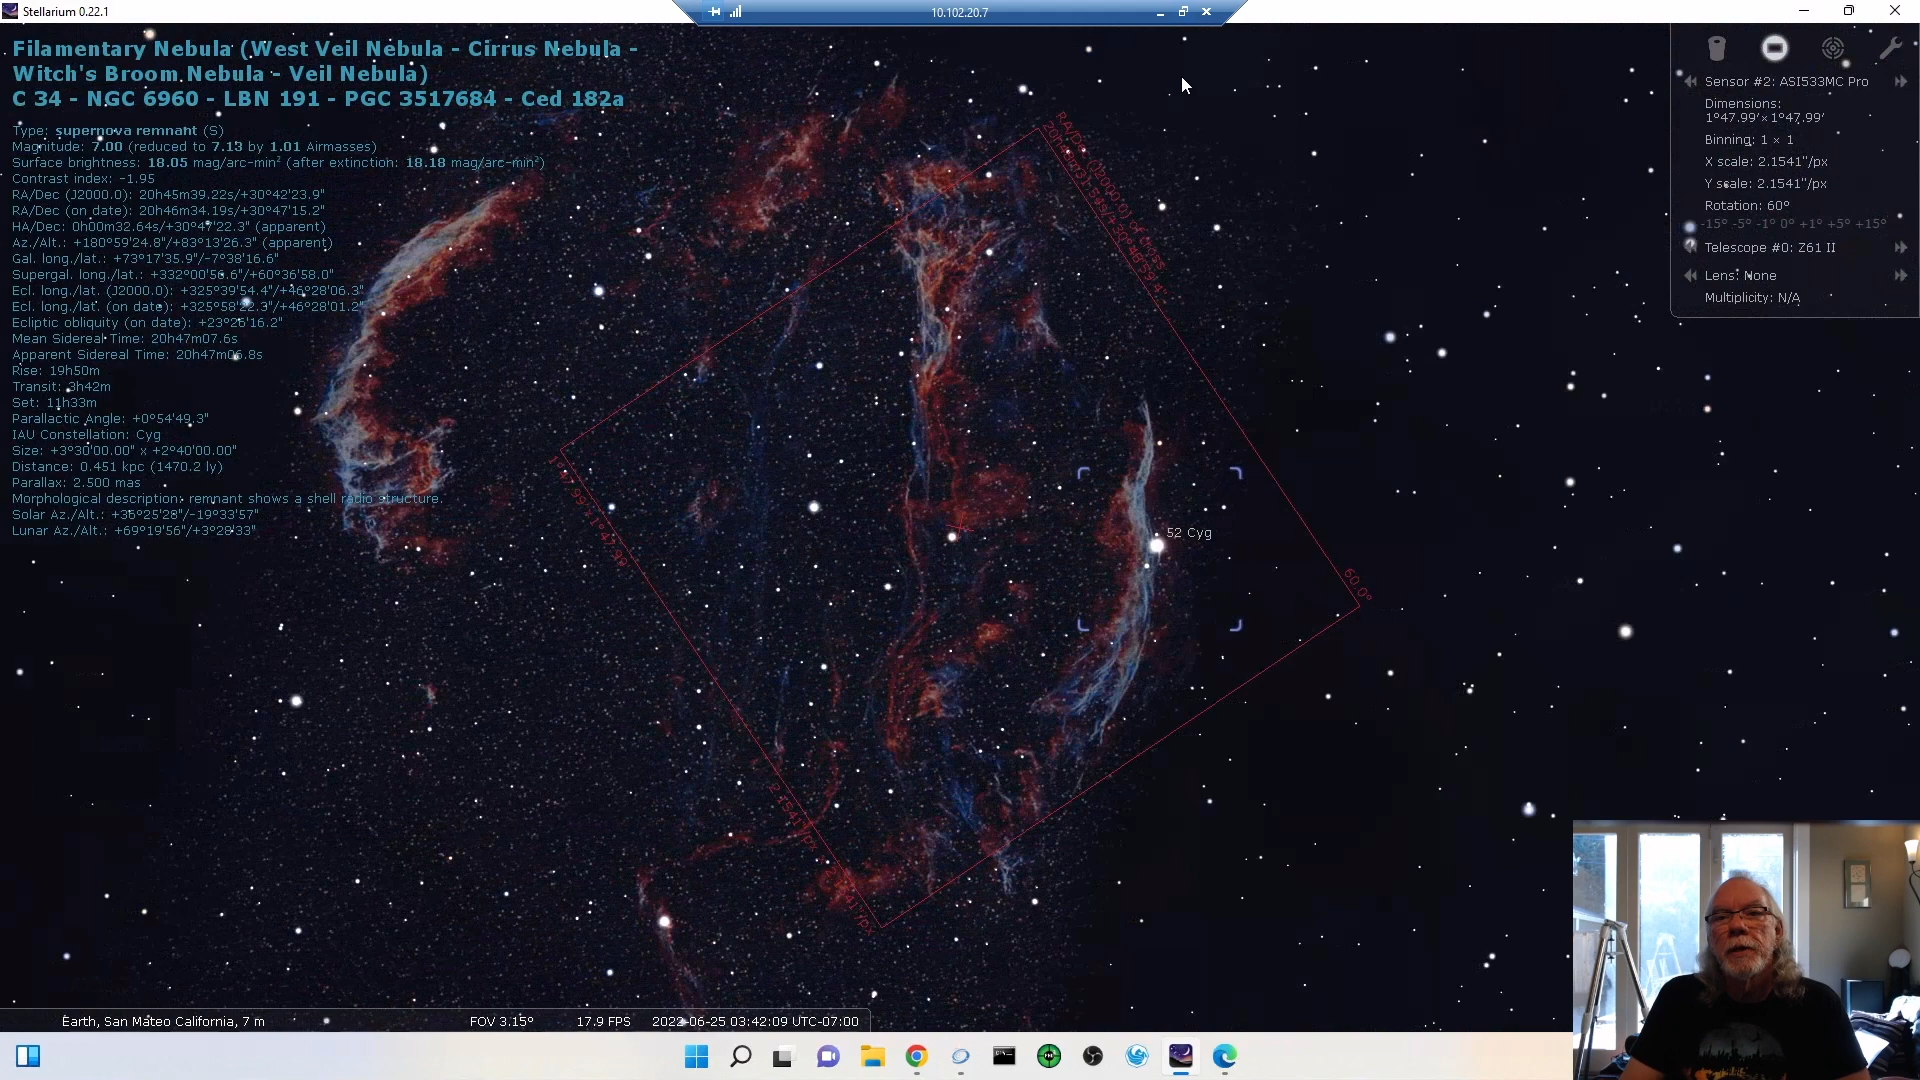 Stellarium 0.22.1
10.102.20.7
Filamentary Nebula (West Veil Nebula - Cirrus Nebula -
Witch's Broom Nebula - Veil Nebula)
C 34 - NGC 6960 - LBN 191 - PGC 3517684 - Ced 182a
Type: supernova remnant (S)
Magnitude: 7.00 (reduced to 7.13 by 1.01 Airmasses)
Surface brightness: 18.05 mag/arc-min² (after extinction: 18.18 mag/arc-min²)
Contrast index: -1.95
RA/Dec (J2000.0): 20h45m39.22s/+30°42'23.9"
RA/Dec (on date): 20h46m34.19s/+30°47'15.2"
HA/Dec: 0h00m32.64s/+30°47'22.3" (apparent)
Az./Alt.: +180°59'24.8"/+83°13'26.3" (apparent)
Gal. long./lat.: +73°17'35.9"/-7°38'16.6"
Supergal. long./lat.: +332°00'56.6"/+60°36'58.0"
Ecl. long./lat. (J2000.0): +325°39'54.4"/+46°28'06.3"
Ecl. long./lat. (on date): +325°58'22.3"/+46°28'01.2"
Ecliptic obliquity (on date): +23°26'16.2"
Mean Sidereal Time: 20h47m07.6s
Apparent Sidereal Time: 20h47m06.8s
Rise: 19h50m
Transit: 3h42m
Set: 11h33m
Parallactic Angle: +0°54'49.3"
IAU Constellation: Cyg
Size: +3°30'00.00" x +2°40'00.00"
Distance: 0.451 kpc (1470.2 ly)
Parallax: 2.500 mas
Morphological description: remnant shows a shell radio structure.
Solar Az./Alt.: +36°25'28"/-19°33'57"
Lunar Az./Alt.: +69°19'56"/+3°28'33"
Sensor #2: ASI533MC Pro
Dimensions:
1°47.99'×1°47.99'
Binning: 1 × 1
X scale: 2.1541"/px
Y scale: 2.1541"/px
Rotation: 60°
-15° -5° -1° 0° +1° +5° +15°
Telescope #0: Z61 II
Lens: None
Multiplicity: N/A
RA/Dec (J2000.0) of cross:
52 Cyg
60.0°
Earth, San Mateo California, 7 m
FOV 3.15°
17.9 FPS
2022-06-25 03:42:09 UTC-07:00